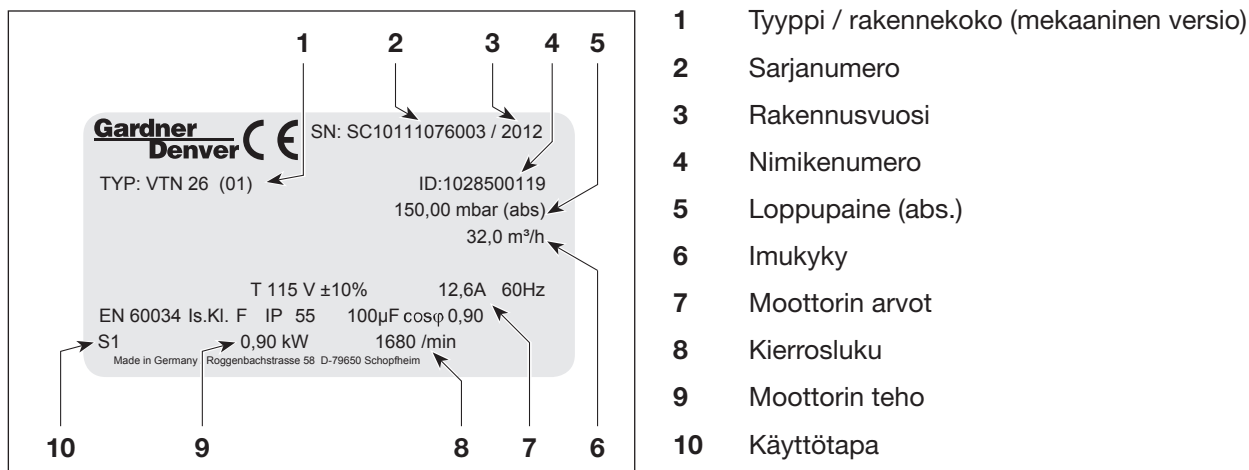 1 2 3 4 5
Gardner
Denver CE SN: SC10111076003 / 2012
TYP: VTN 26 (01) ID:1028500119
150,00 mbar (abs)
32,0 m³/h
T 115 V ±10% 12,6A 60Hz
EN 60034 Is.Kl. F IP 55 100µF cosφ 0,90
S1 0,90 kW 1680 /min
Made in Germany Roggenbachstrasse 58 D-79650 Schopfheim
10 9 8 7 6
1 Tyyppi / rakennekoko (mekaaninen versio)
2 Sarjanumero
3 Rakennusvuosi
4 Nimikenumero
5 Loppupaine (abs.)
6 Imukyky
7 Moottorin arvot
8 Kierrosluku
9 Moottorin teho
10 Käyttötapa